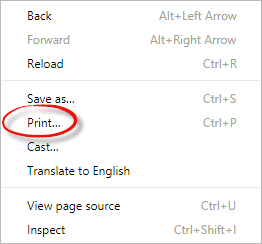 Back Alt+Left Arrow
Forward Alt+Right Arrow
Reload Ctrl+R
Save as... Ctrl+S
Print... Ctrl+P
Cast...
Translate to English
View page source Ctrl+U
Inspect Ctrl+Shift+I